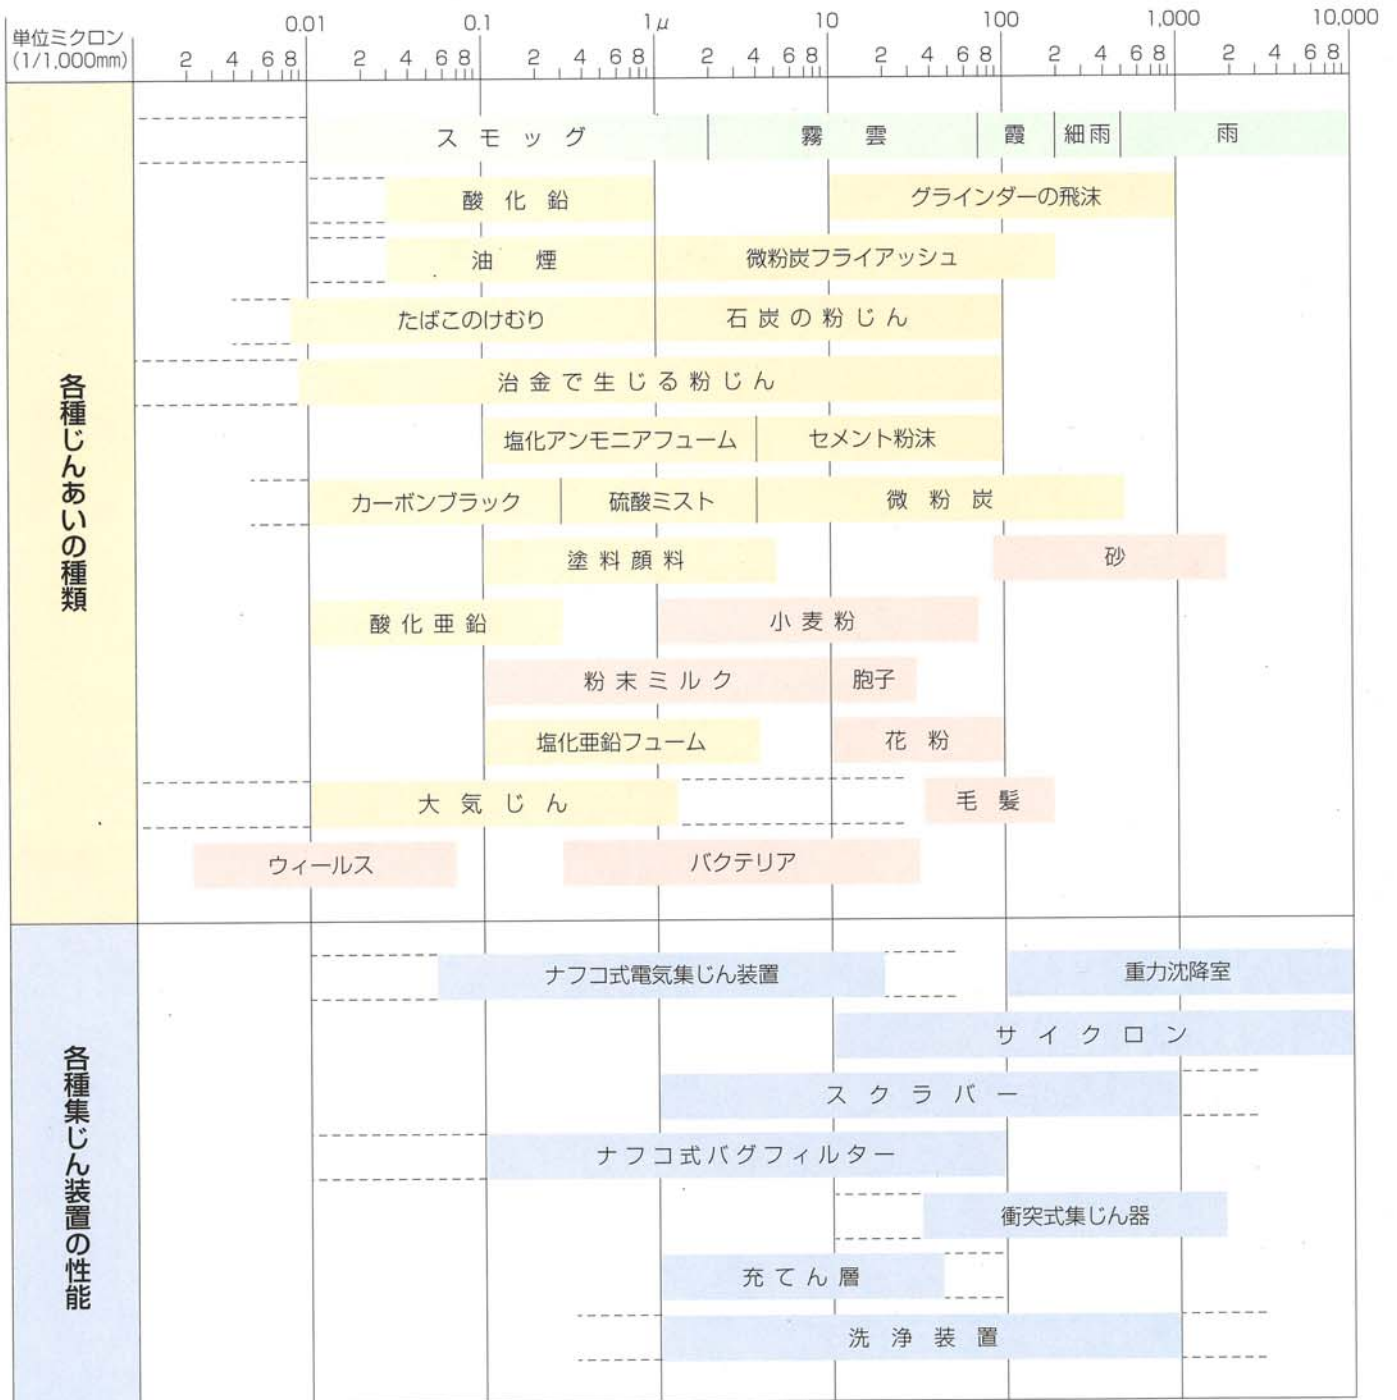 0.01 0.1 1μ 10 100 1,000 10.000
単位ミクロン
(1/1,000mm)
2 4 6 8 2 4 6 8 2 4 6 8 2 4 6 8 2 4 6 8 2 4 6 8 2 4 6 8
各種じんあいの種類
スモッグ 霧 雲 霞 細雨 雨
酸化鉛 グラインダーの飛沫
油煙 微粉炭フライアッシュ
たばこのけむり 石炭の粉じん
治金で生じる粉じん
塩化アンモニアフューム セメント粉沫
カーボンブラック 硫酸ミスト 微粉炭
塗料顔料 砂
酸化亜鉛 小麦粉
粉末ミルク 胞子
塩化亜鉛フューム 花粉
大気じん 毛髪
ウィールス バクテリア
各種集じん装置の性能
ナフコ式電気集じん装置 重力沈降室
サイクロン
スクラバー
ナフコ式バグフィルター
衝突式集じん器
充てん層
洗浄装置